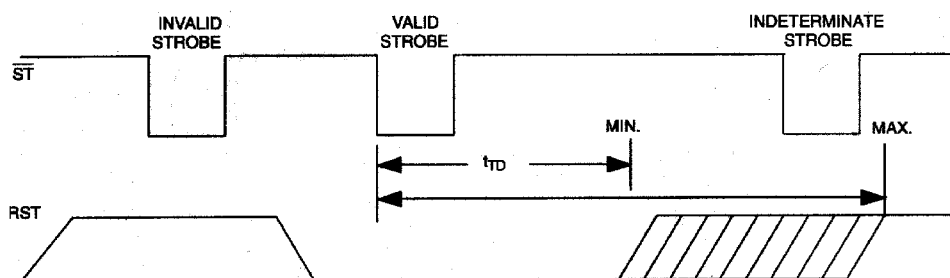 INVALID
STROBE
VALID
STROBE
INDETERMINATE
STROBE
ST
MIN.
MAX.
tTD
RST